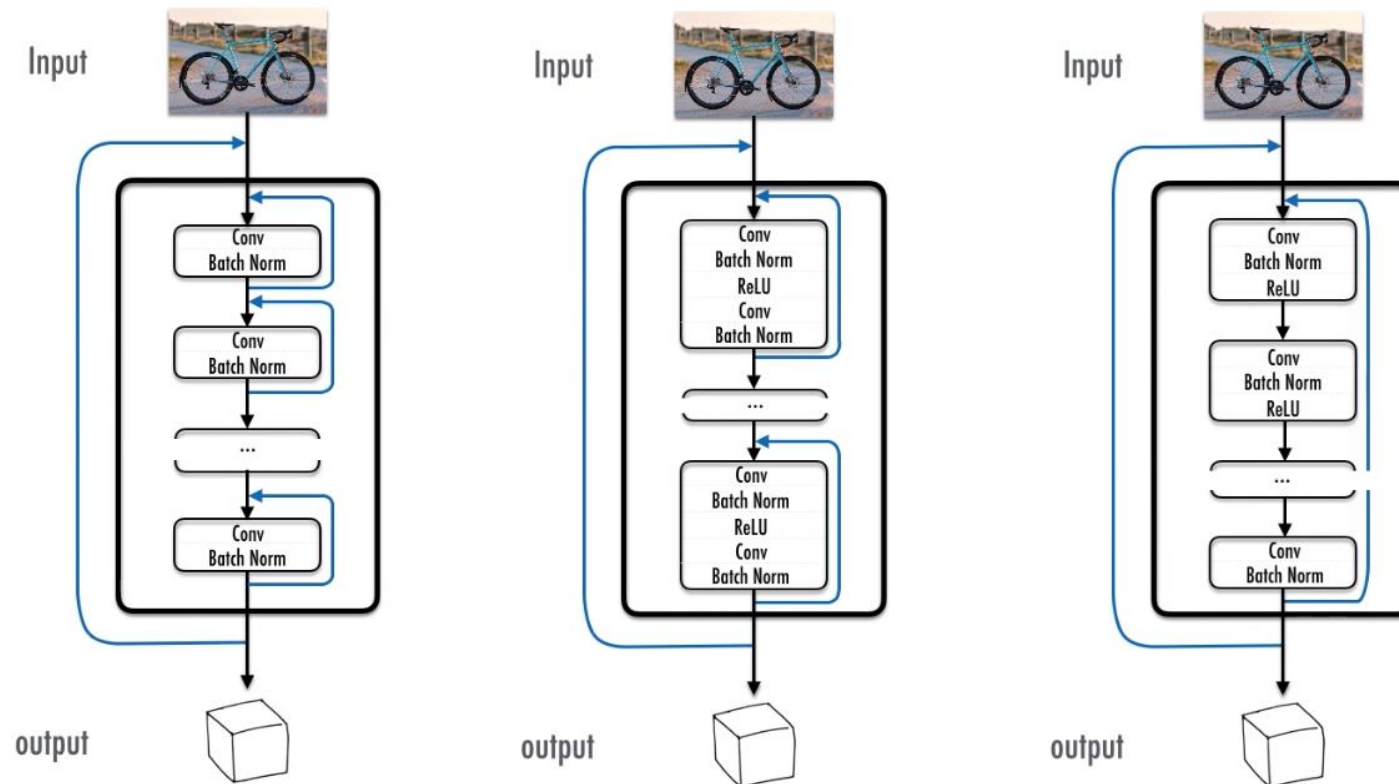 Input
Conv
Batch Norm
Conv
Batch Norm
...
Conv
Batch Norm
output
Input
Conv
Batch Norm
ReLU
Conv
Batch Norm
...
Conv
Batch Norm
ReLU
Conv
Batch Norm
output
Input
Conv
Batch Norm
ReLU
Conv
Batch Norm
ReLU
...
Conv
Batch Norm
output